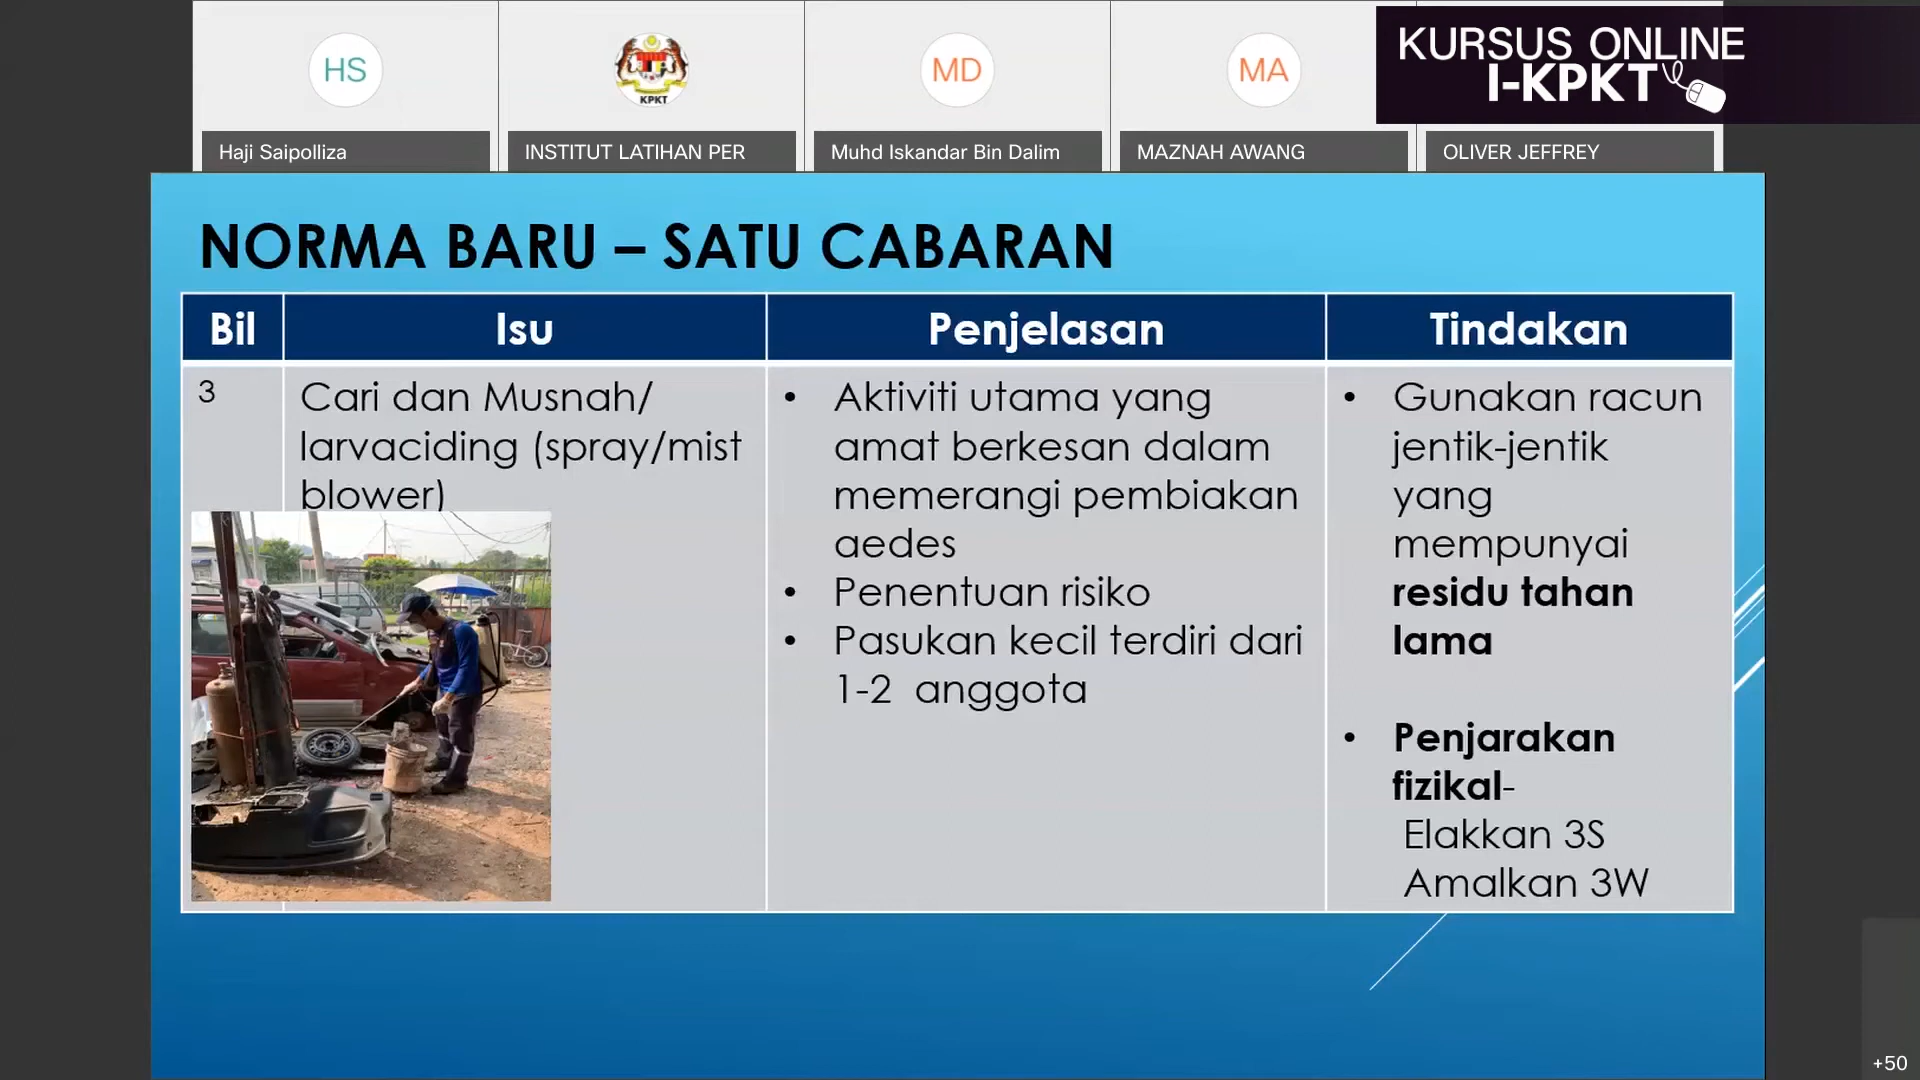 HS
KPKT
MD
MA
KURSUS ONLINE
I-KPKT
Haji Saipolliza
INSTITUT LATIHAN PER
Muhd Iskandar Bin Dalim
MAZNAH AWANG
OLIVER JEFFREY
NORMA BARU – SATU CABARAN
Bil
Isu
Penjelasan
Tindakan
3
Cari dan Musnah/
larvaciding (spray/mist
blower)
• Aktiviti utama yang
amat berkesan dalam
memerangi pembiakan
aedes
• Penentuan risiko
• Pasukan kecil terdiri dari
1-2 anggota
• Gunakan racun
jentik-jentik
yang
mempunyai
residu tahan
lama
• Penjarakan
fizikal-
Elakkan 3S
Amalkan 3W
+50